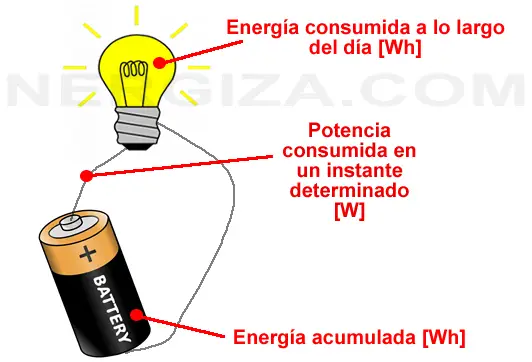 Energía consumida a lo largo
del día [Wh]
NERGIZA.COM
Potencia
consumida en
un instante
determinado
[W]
+
BATTERY
Energía acumulada [Wh]